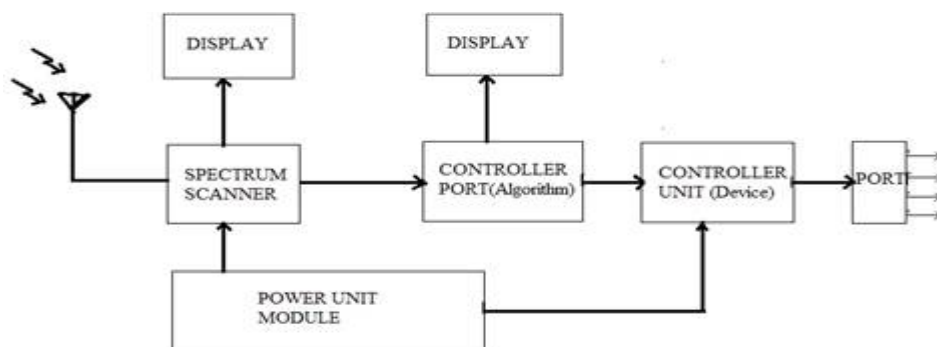 DISPLAY
DISPLAY
SPECTRUM
SCANNER
CONTROLLER
PORT(Algorithm)
CONTROLLER
UNIT (Device)
PORT
POWER UNIT
MODULE